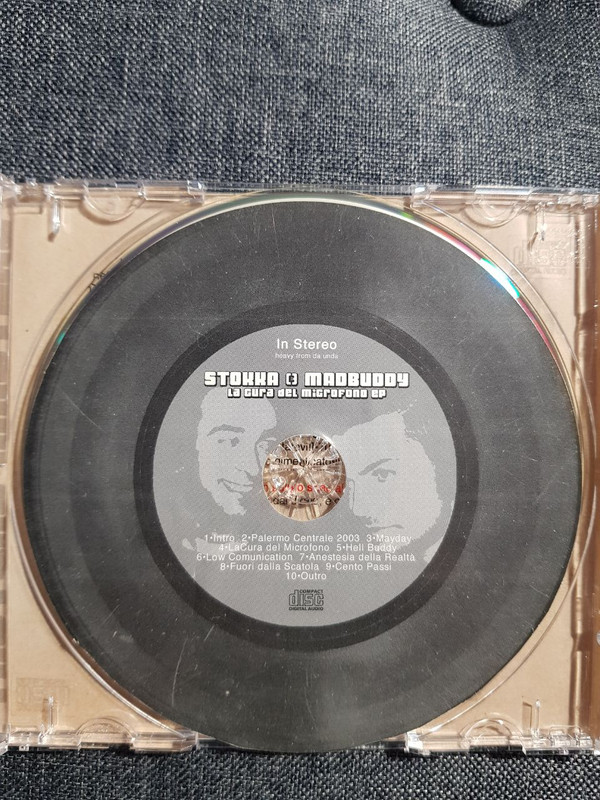 In Stereo
heavy from da unda
STOKKA & MADBUDDY
La cura del microfono ep
1•Intro 2•Palermo Centrale 2003 3•Mayday
4•LaCura del Microfono 5•Hell Buddy
6•Low Comunication 7•Anestesia della Realtà
8•Fuori dalla Scatola 9•Cento Passi
10•Outro
COMPACT
disc
DIGITAL AUDIO